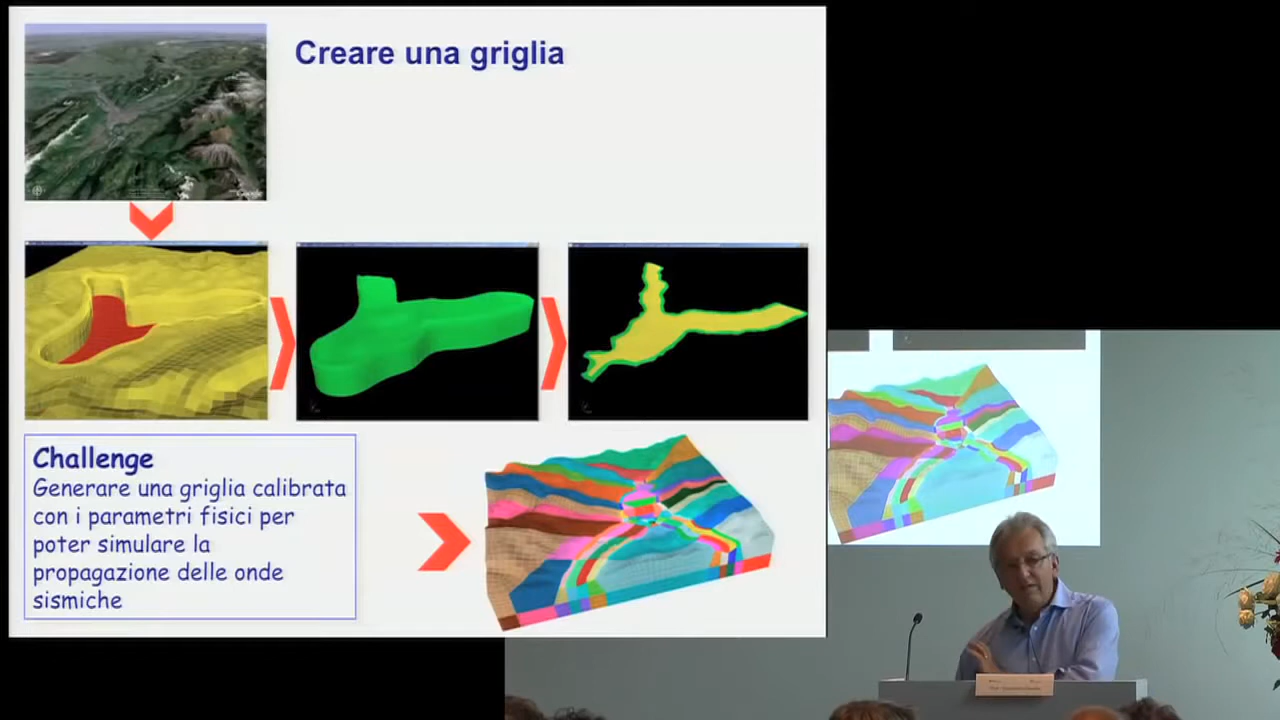 Creare una griglia
Challenge
Generare una griglia calibrata
con i parametri fisici per
poter simulare la
propagazione delle onde
sismiche